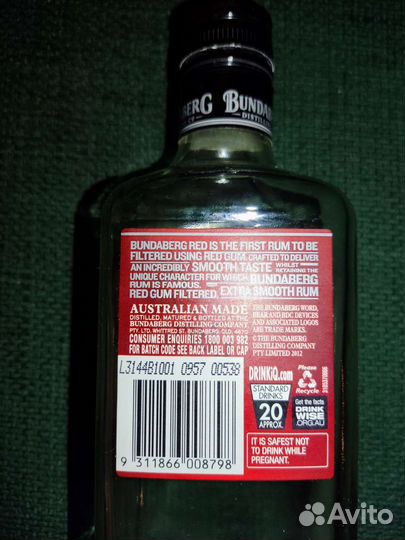 BERG BUNDABE
DISTILLING
BUNDABERG RED IS THE FIRST RUM TO BE
FILTERED USING RED GUM, CRAFTED TO DELIVER
AN INCREDIBLY SMOOTH TASTE WHILST RETAINING THE
UNIQUE CHARACTER FOR WHICH BUNDABERG
RUM IS FAMOUS.
RED GUM FILTERED, EXTRA SMOOTH RUM
AUSTRALIAN MADE
DISTILLED, MATURED & BOTTLED AT THE
BUNDABERG DISTILLING COMPANY
PTY. LTD, WHITTRED ST. BUNDABERG, QLD. 4670
CONSUMER ENQUIRIES 1800 003 982
FOR BATCH CODE SEE BACK LABEL OR CAP
THE BUNDABERG WORD,
BEAR AND BDC DEVICES
AND ASSOCIATED LOGOS
ARE TRADE MARKS.
©THE BUNDABERG
DISTILLING COMPANY
PTY LIMITED 2012
L3144B1001 0957 00538
9 311866 008798
DRINKiQ.com
Please
Recycle
STANDARD
DRINKS
20
APPROX.
Get the facts
DRINK
WISE
.ORG.AU
IT IS SAFEST NOT
TO DRINK WHILE
PREGNANT.
Avito